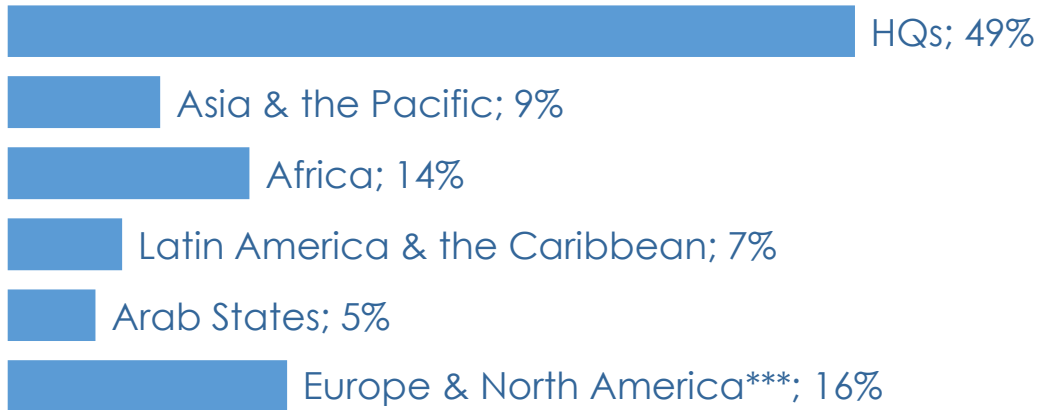 HQs; 49%
Asia & the Pacific; 9%
Africa; 14%
Latin America & the Caribbean; 7%
Arab States; 5%
Europe & North America***; 16%